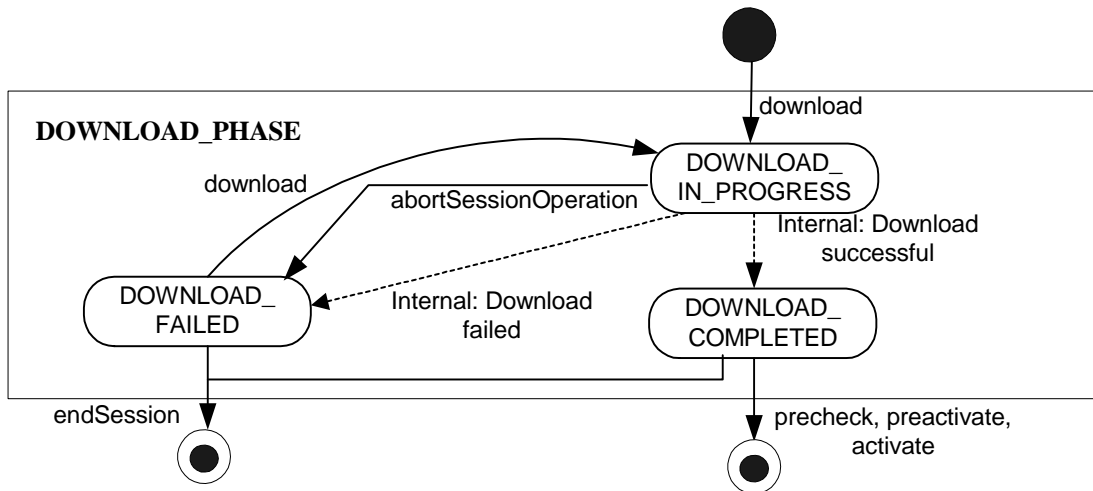 download
DOWNLOAD_PHASE
DOWNLOAD_
IN_PROGRESS
download
abortSessionOperation
Internal: Download
successful
DOWNLOAD_
FAILED
Internal: Download
failed
DOWNLOAD_
COMPLETED
endSession
precheck, preactivate,
activate